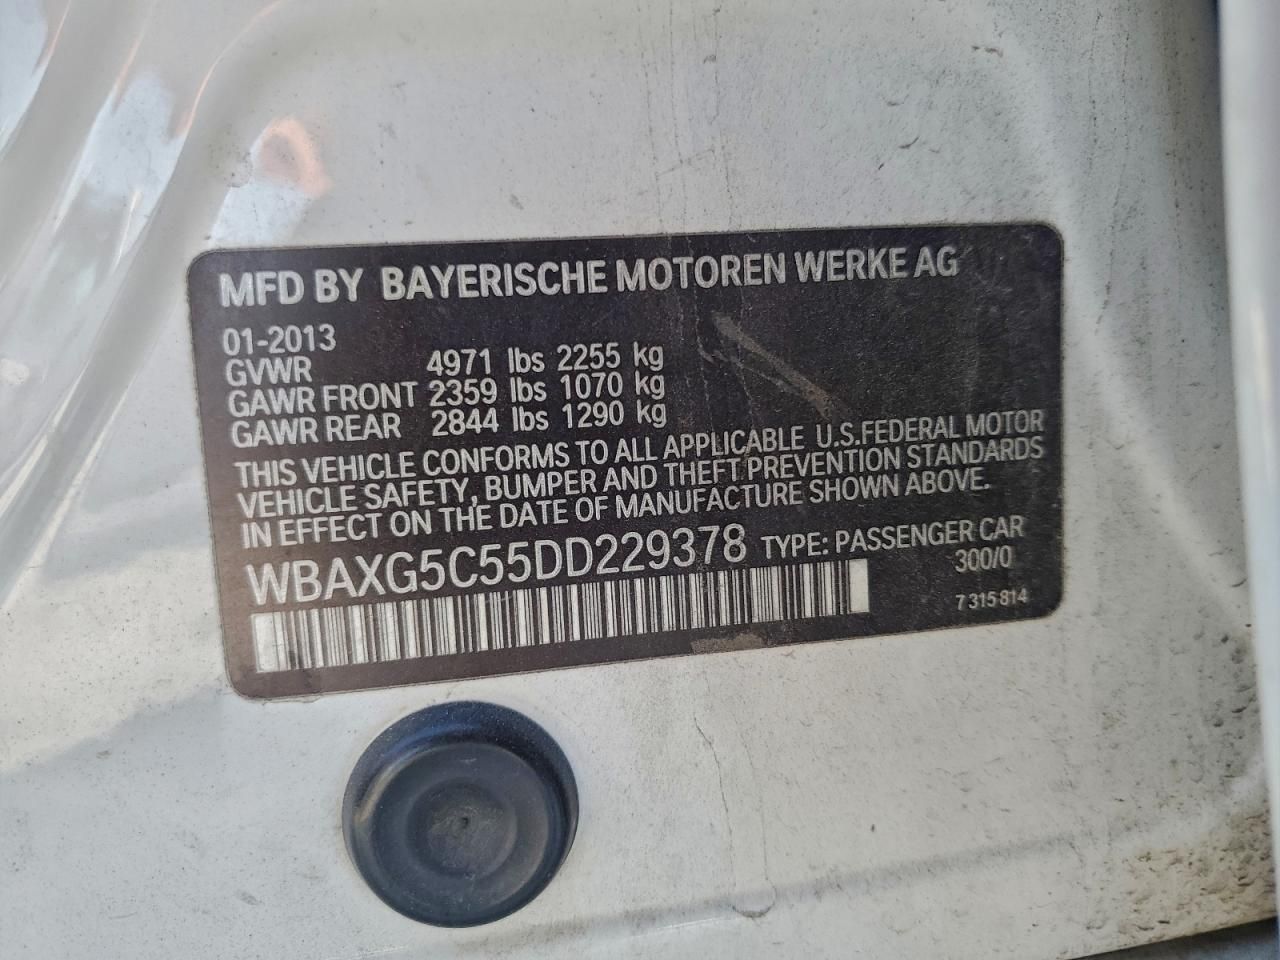 MFD BY BAYERISCHE MOTOREN WERKE AG
01-2013
GVWR 4971 lbs 2255 kg
GAWR FRONT 2359 lbs 1070 kg
GAWR REAR 2844 lbs 1290 kg
THIS VEHICLE CONFORMS TO ALL APPLICABLE U.S.FEDERAL MOTOR
VEHICLE SAFETY, BUMPER AND THEFT PREVENTION STANDARDS
IN EFFECT ON THE DATE OF MANUFACTURE SHOWN ABOVE.
WBAXG5C55DD229378 TYPE: PASSENGER CAR
300/0
7 315 814